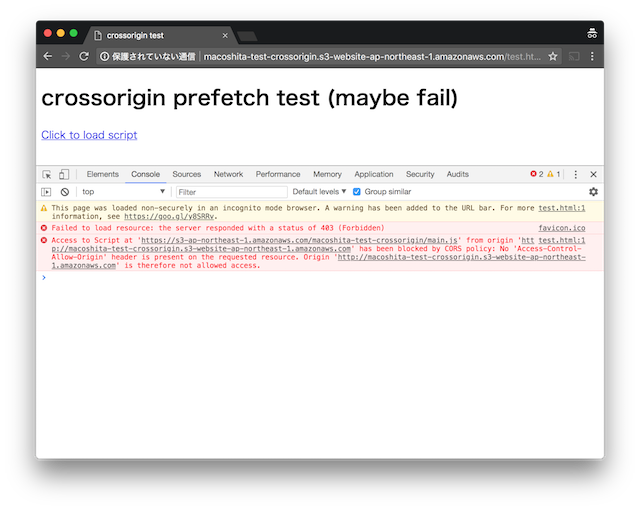 crossorigin test
保護されていない通信 | macoshita-test-crossorigin.s3-website-ap-northeast-1.amazonaws.com/test.ht...
crossorigin prefetch test (maybe fail)
Click to load script
Elements Console Sources Network Performance Memory Application Security Audits 2 1
top Filter Default levels Group similar
This page was loaded non-securely in an incognito mode browser. A warning has been added to the URL bar. For more test.html:1
information, see https://goo.gl/y8SRRv.
Failed to load resource: the server responded with a status of 403 (Forbidden) favicon.ico
Access to Script at 'https://s3-ap-northeast-1.amazonaws.com/macoshita-test-crossorigin/main.js' from origin 'htt test.html:1
p://macoshita-test-crossorigin.s3-website-ap-northeast-1.amazonaws.com' has been blocked by CORS policy: No 'Access-Control-
Allow-Origin' header is present on the requested resource. Origin 'http://macoshita-test-crossorigin.s3-website-ap-northeast-
1.amazonaws.com' is therefore not allowed access.